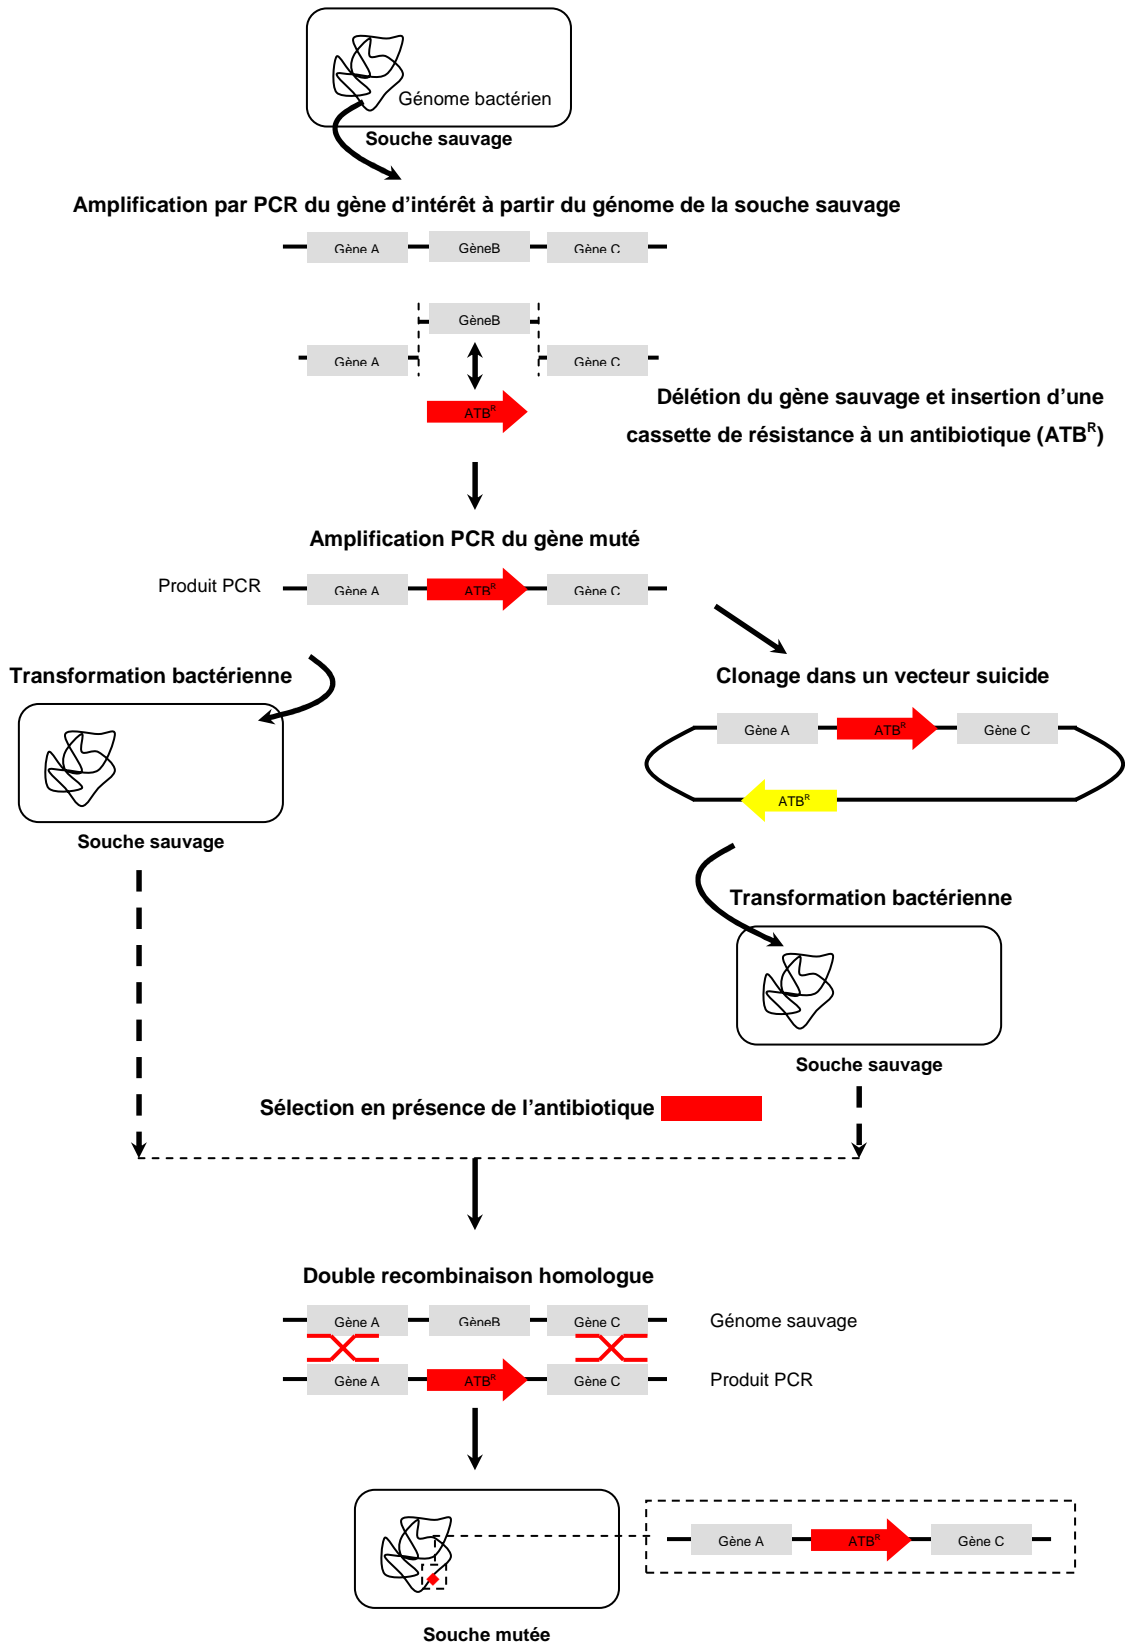 Génome bactérien
Souche sauvage
Amplification par PCR du gène d’intérêt à partir du génome de la souche sauvage
Gène A GèneB Gène C
GèneB
Gène A Gène C
ATBR
Délétion du gène sauvage et insertion d’une
cassette de résistance à un antibiotique (ATBR)
Amplification PCR du gène muté
Produit PCR Gène A ATBR Gène C
Transformation bactérienne
Souche sauvage
Clonage dans un vecteur suicide
Gène A ATBR Gène C
ATBR
Transformation bactérienne
Souche sauvage
Sélection en présence de l’antibiotique
Double recombinaison homologue
Gène A GèneB Gène C Génome sauvage
Gène A ATBR Gène C Produit PCR
Gène A ATBR Gène C
Souche mutée